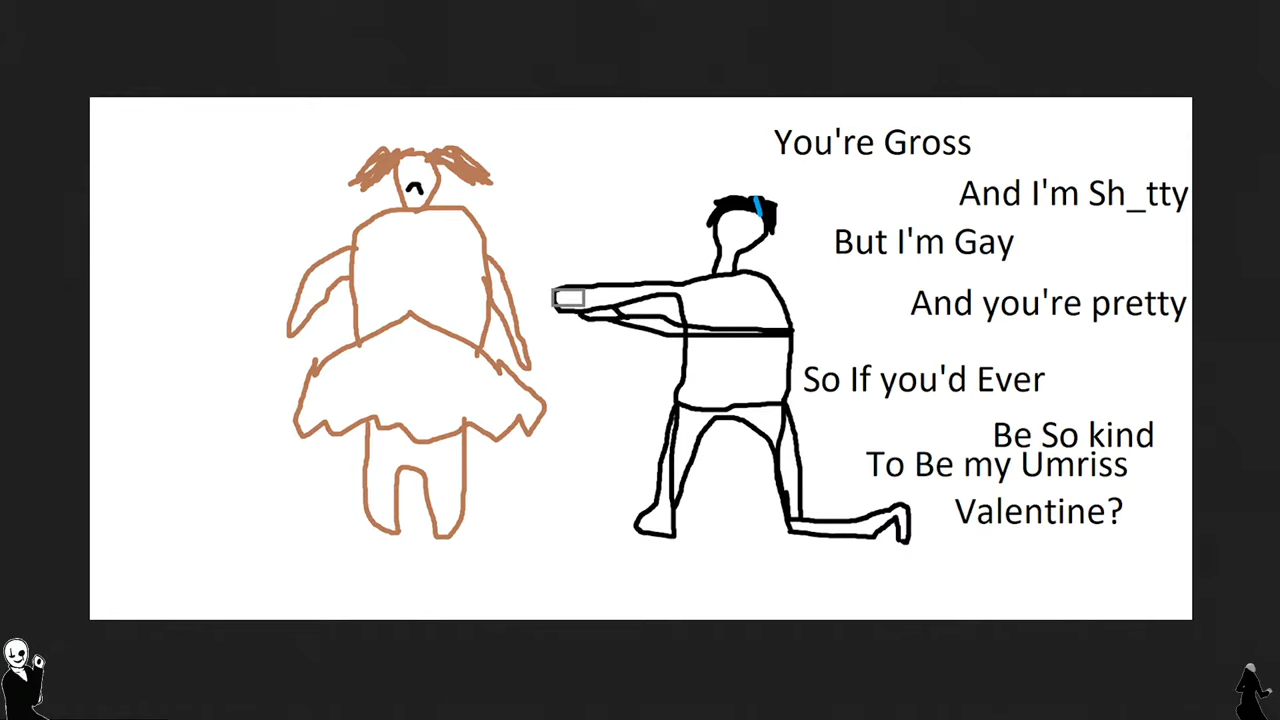 You're Gross
And I'm Sh_tty
But I'm Gay
And you're pretty
So If you'd Ever
Be So kind
To Be my Umriss
Valentine?